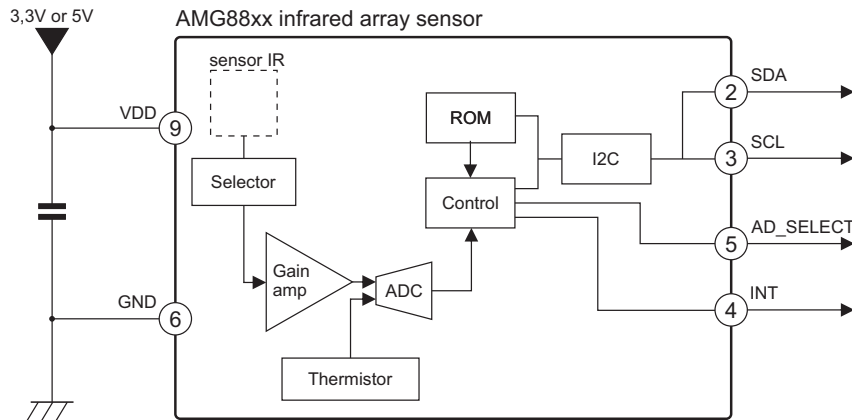 3,3V or 5V
AMG88xx infrared array sensor
sensor IR
SDA
2
VDD
9
ROM
I2C
SCL
3
Selector
Control
AD_SELECT
5
Gain
amp
ADC
GND
6
INT
4
Thermistor